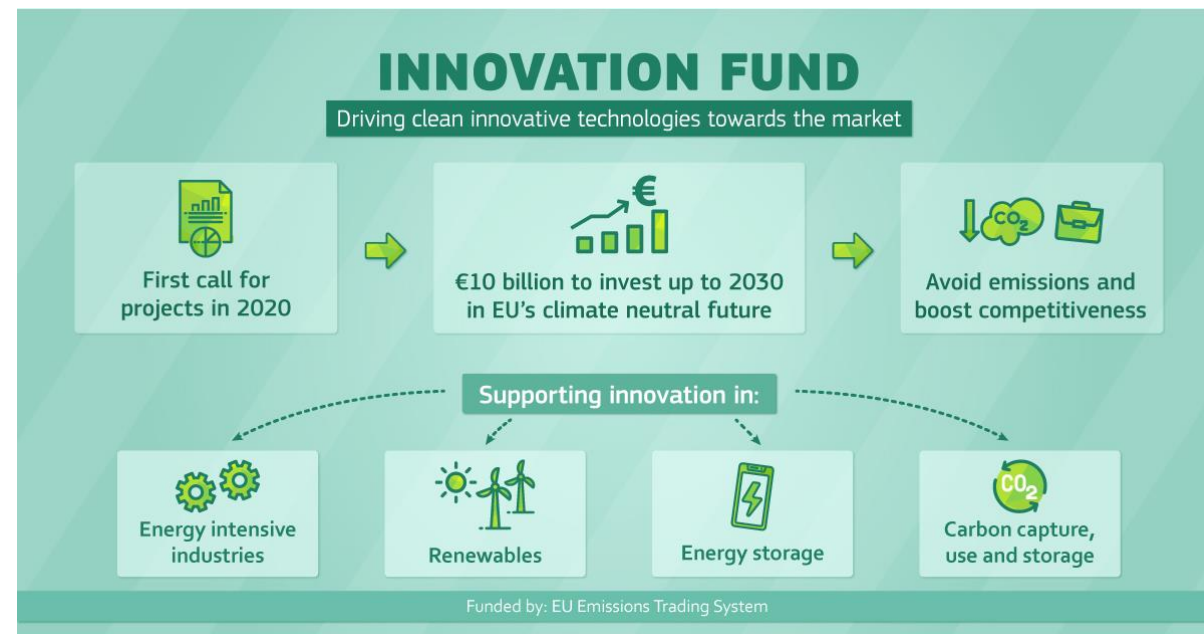 INNOVATION FUND
Driving clean innovative technologies towards the market
First call for
projects in 2020
€
€10 billion to invest up to 2030
in EU's climate neutral future
CO2
Avoid emissions and
boost competitiveness
Supporting innovation in:
Energy intensive
industries
Renewables
Energy storage
CO2
Carbon capture,
use and storage
Funded by: EU Emissions Trading System